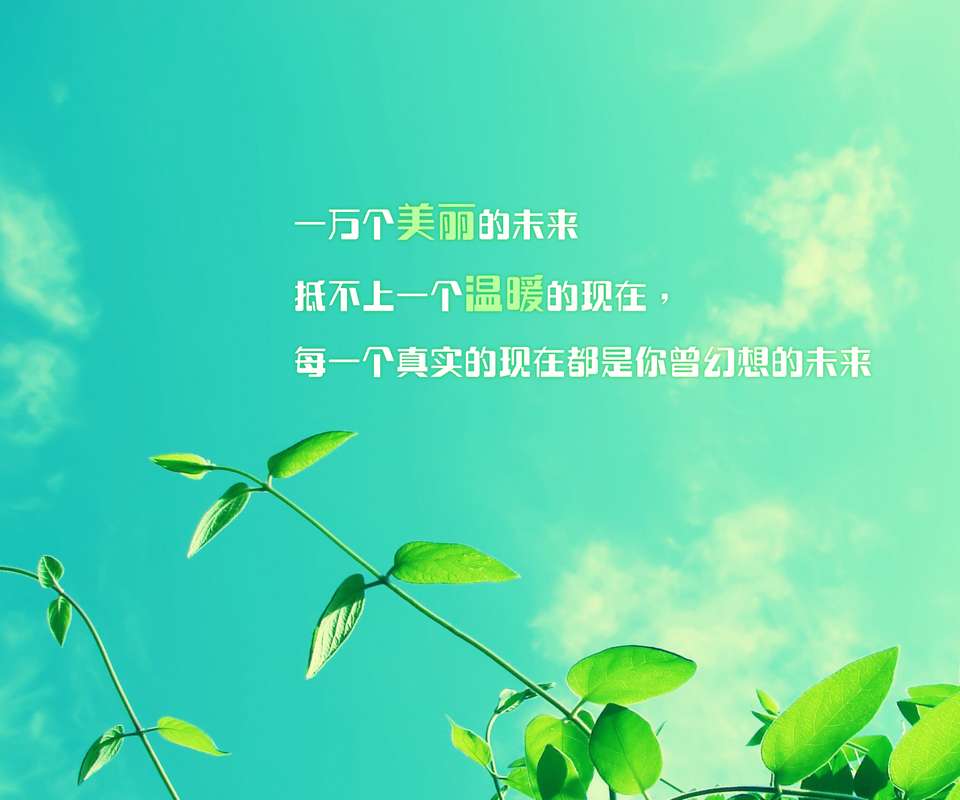 一万个美丽的未来
抵不上一个温暖的现在，
每一个真实的现在都是你曾幻想的未来